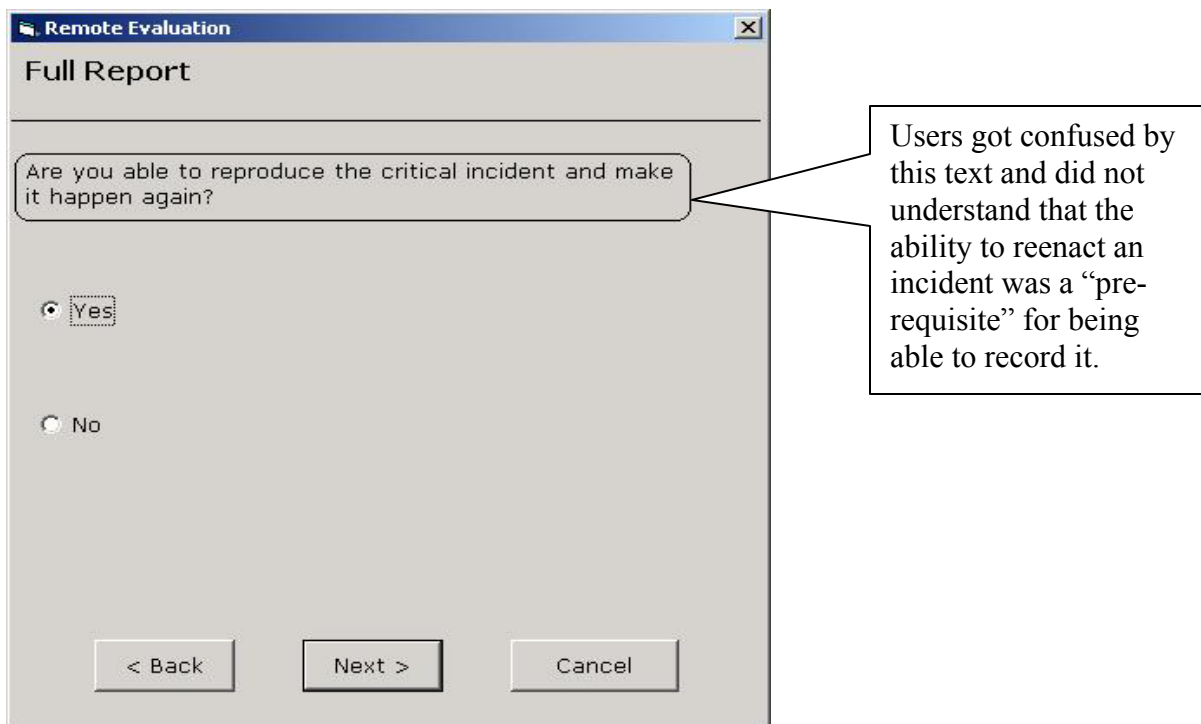 Remote Evaluation
Full Report
Are you able to reproduce the critical incident and make
it happen again?
Yes
No
< Back
Next >
Cancel
Users got confused by
this text and did not
understand that the
ability to reenact an
incident was a “pre-
requisite” for being
able to record it.